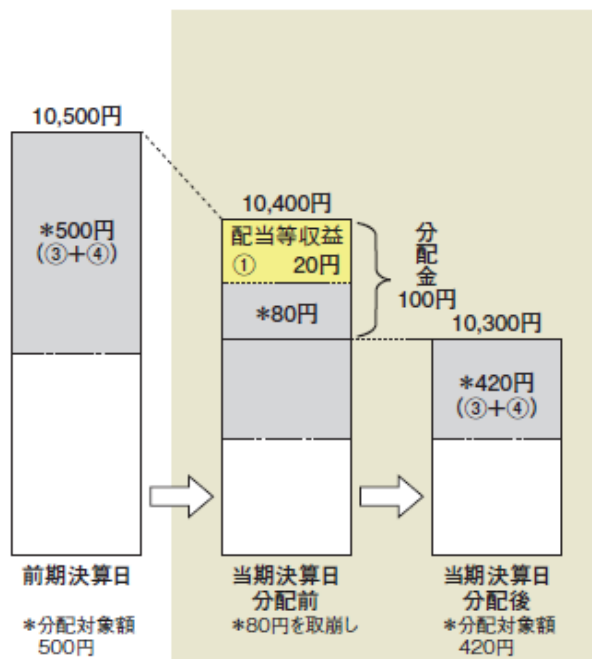 10,500円
*500円
(③+④)
前期決算日
*分配対象額
500円
10,400円
配当等収益
① 20円
*80円
分配金
100円
当期決算日
分配前
*80円を取崩し
10,300円
*420円
(③+④)
当期決算日
分配後
*分配対象額
420円